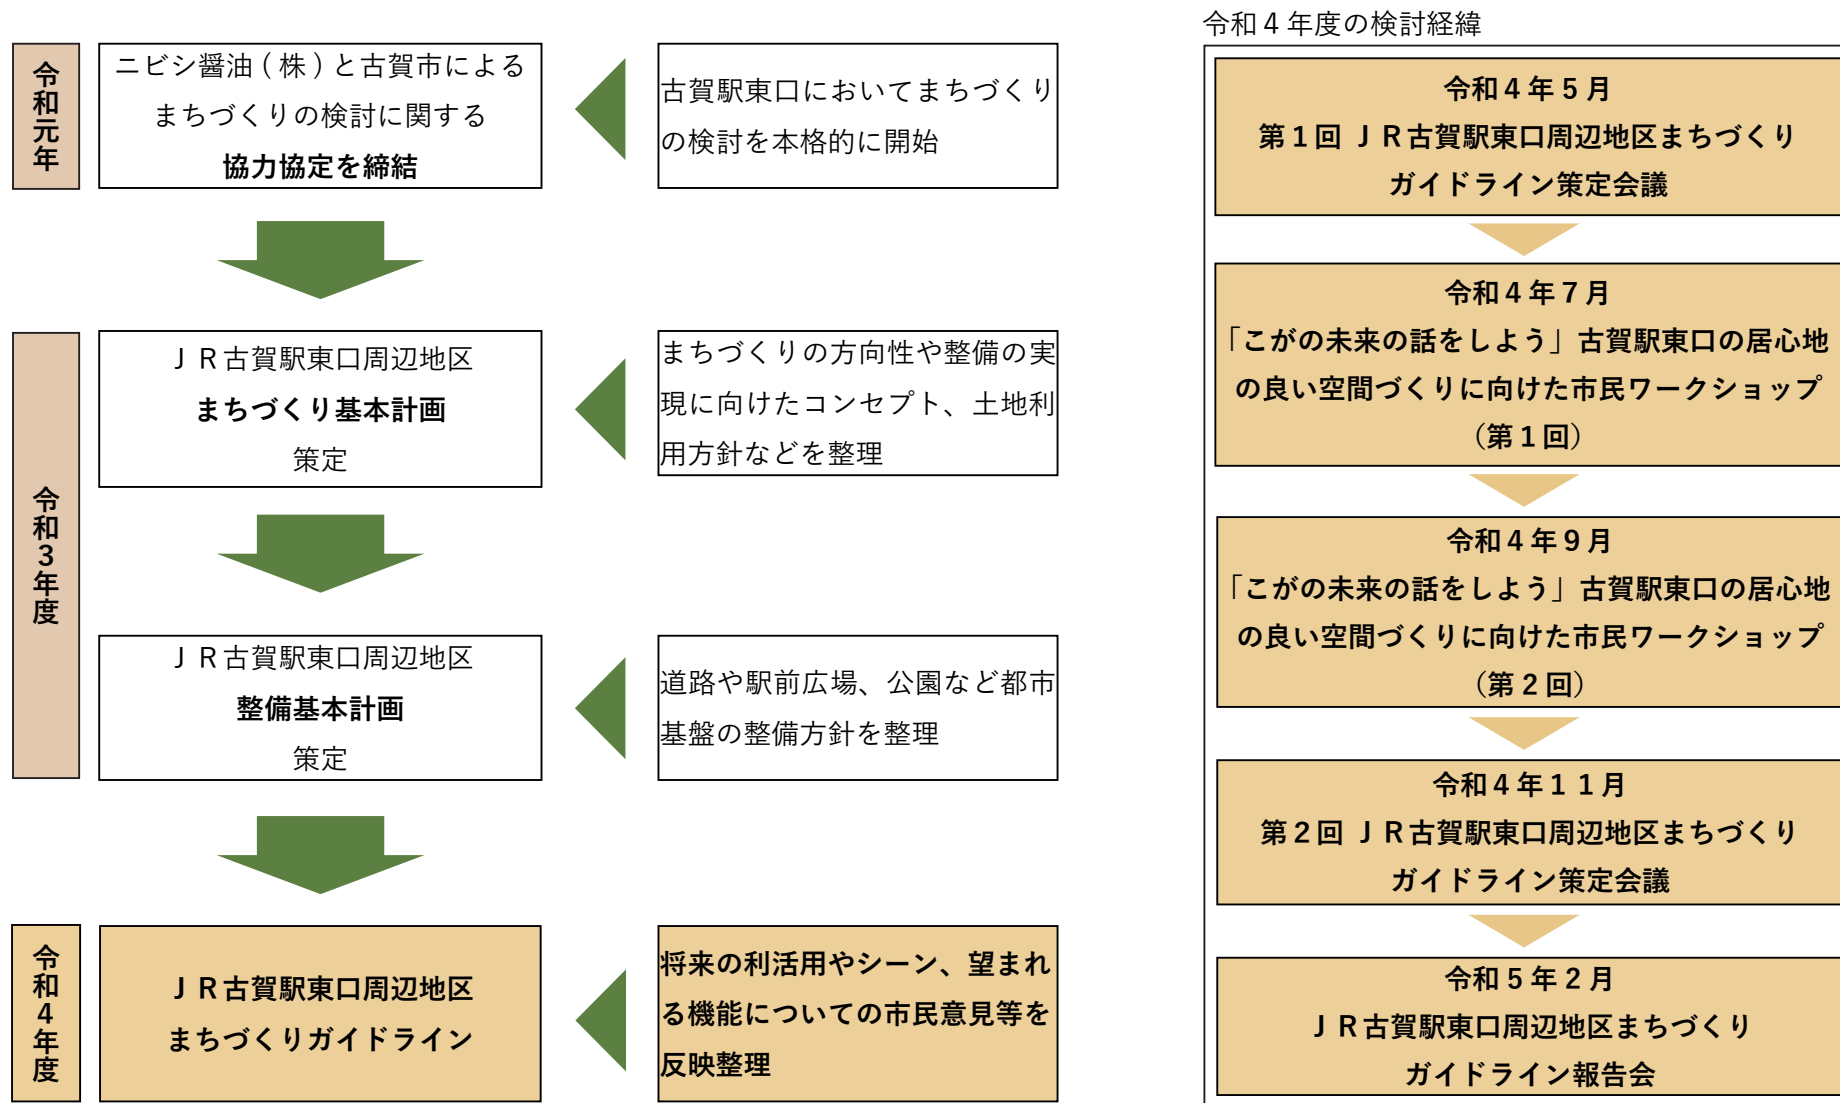 令和元年
ニビシ醤油(株)と古賀市による
まちづくりの検討に関する
協力協定を締結
古賀駅東口においてまちづくり
の検討を本格的に開始
令和3年度
ＪＲ古賀駅東口周辺地区
まちづくり基本計画
策定
まちづくりの方向性や整備の実
現に向けたコンセプト、土地利
用方針などを整理
ＪＲ古賀駅東口周辺地区
整備基本計画
策定
道路や駅前広場、公園など都市
基盤の整備方針を整理
令和4年度
ＪＲ古賀駅東口周辺地区
まちづくりガイドライン
将来の利活用やシーン、望まれ
る機能についての市民意見等を
反映整理
令和４年度の検討経緯
令和４年５月
第１回 ＪＲ古賀駅東口周辺地区まちづくり
ガイドライン策定会議
令和４年７月
「こがの未来の話をしよう」古賀駅東口の居心地
の良い空間づくりに向けた市民ワークショップ
（第１回）
令和４年９月
「こがの未来の話をしよう」古賀駅東口の居心地
の良い空間づくりに向けた市民ワークショップ
（第２回）
令和４年１１月
第２回 ＪＲ古賀駅東口周辺地区まちづくり
ガイドライン策定会議
令和５年２月
ＪＲ古賀駅東口周辺地区まちづくり
ガイドライン報告会